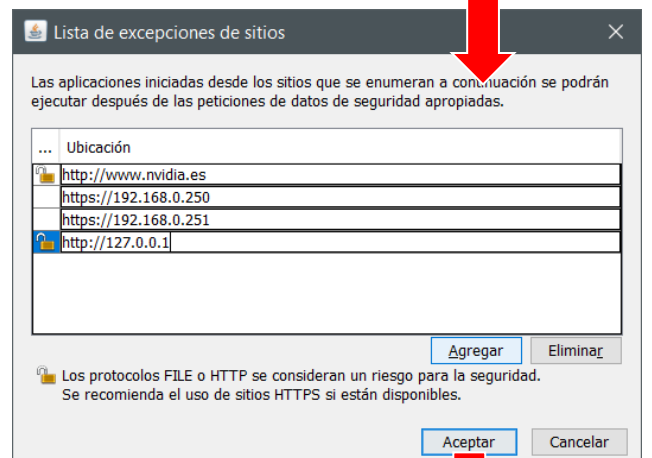 Lista de excepciones de sitios
Las aplicaciones iniciadas desde los sitios que se enumeran a continuación se podrán
ejecutar después de las peticiones de datos de seguridad apropiadas.
... Ubicación
http://www.nvidia.es
https://192.168.0.250
https://192.168.0.251
http://127.0.0.1
Agregar Eliminar
Los protocolos FILE o HTTP se consideran un riesgo para la seguridad.
Se recomienda el uso de sitios HTTPS si están disponibles.
Aceptar Cancelar